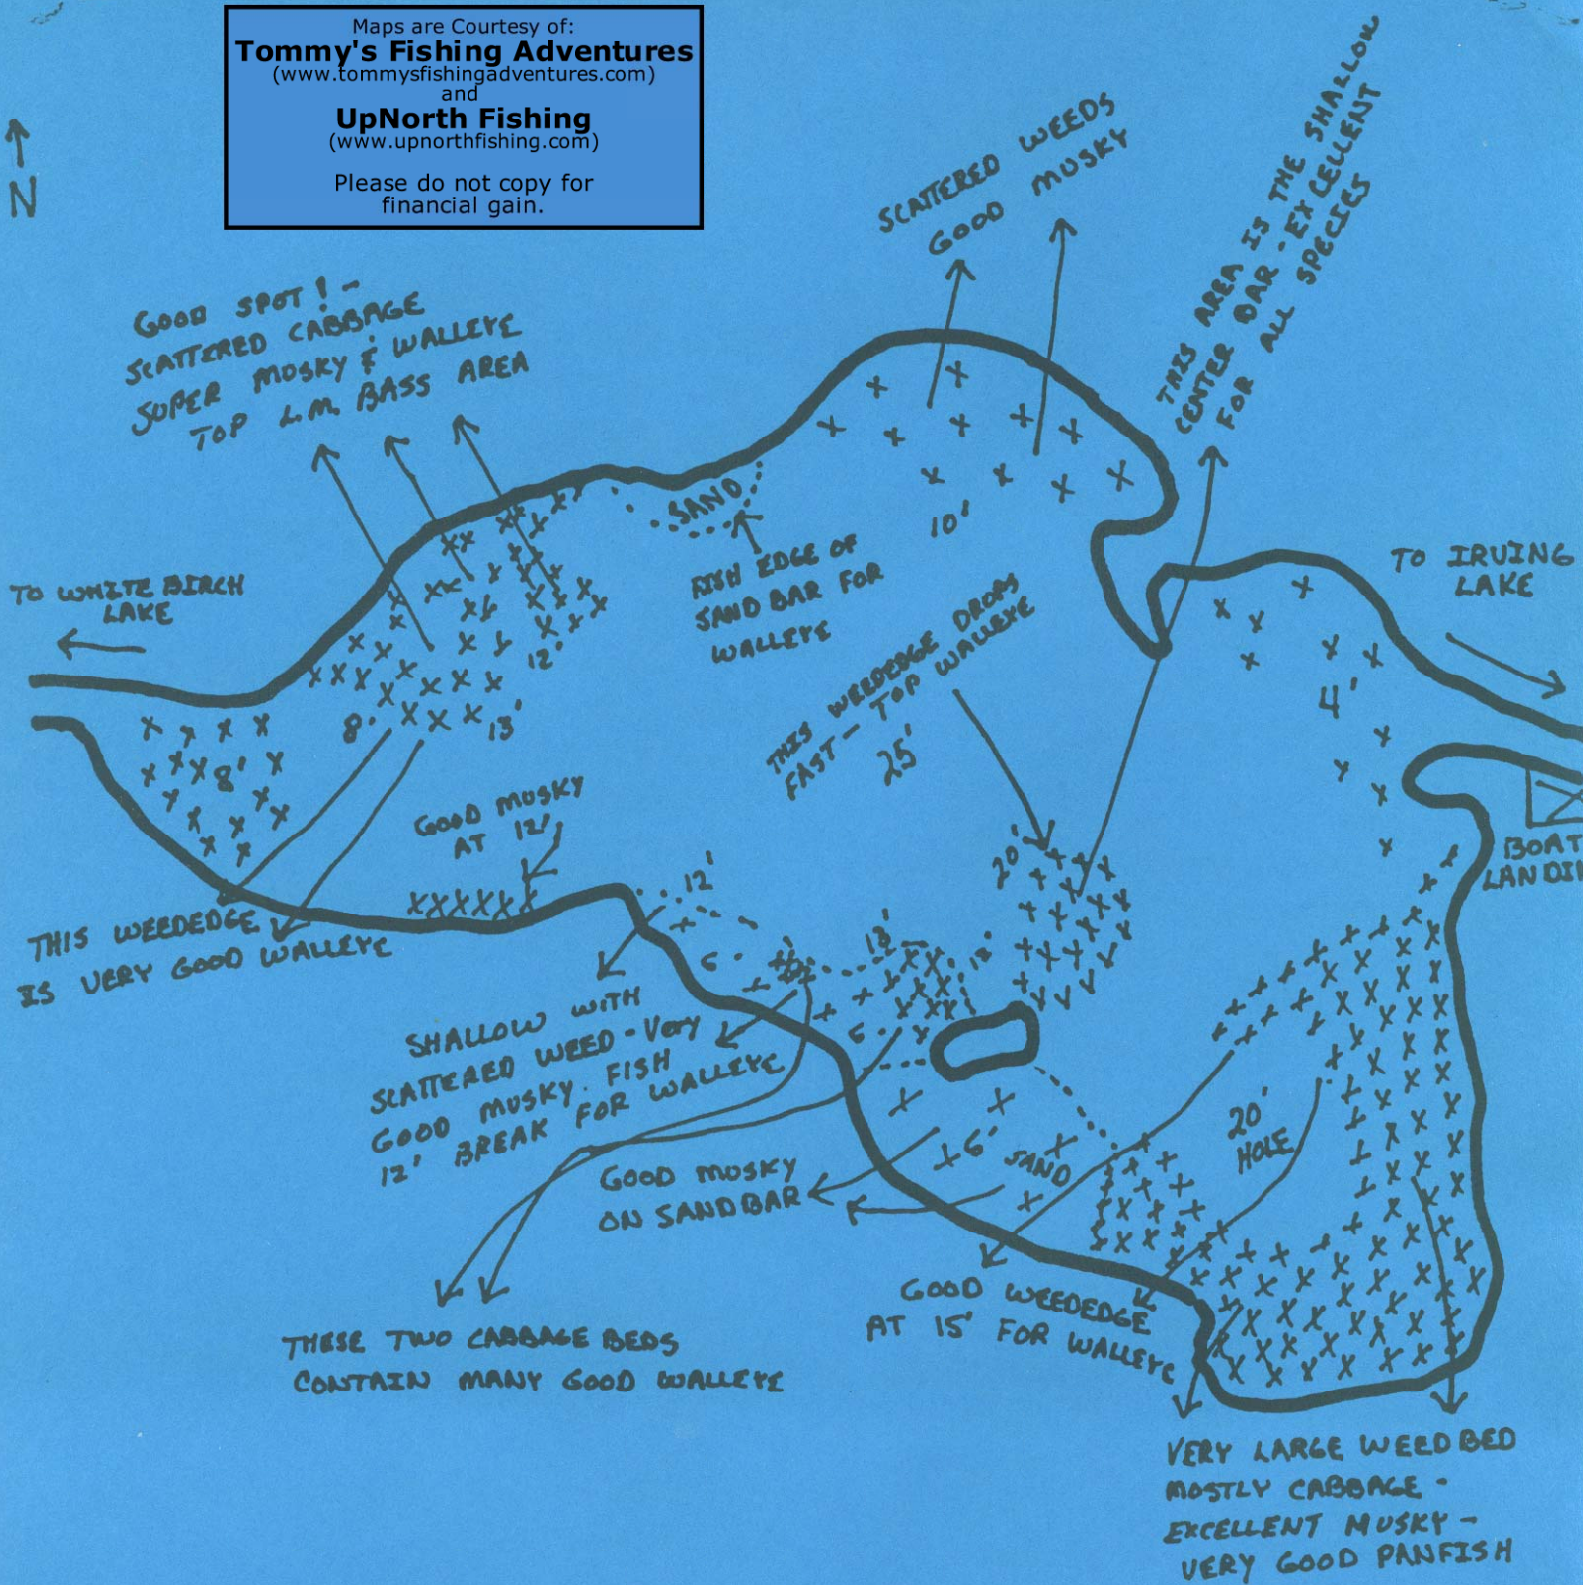 Maps are Courtesy of:
Tommy's Fishing Adventures
(www.tommysfishingadventures.com)
and
UpNorth Fishing
(www.upnorthfishing.com)
Please do not copy for
financial gain.
N
SCATTERED WEEDS
GOOD MUSKY
THIS AREA IS THE SHALLOW
CENTER BAR - EXCELLENT
FOR ALL SPECIES
GOOD SPOT! -
SCATTERED CABBAGE
SUPER MUSKY & WALLEYE
TOP L.M. BASS AREA
SAND
10'
FISH EDGE OF
SAND BAR FOR
WALLEYE
TO WHITE BIRCH
LAKE
TO IRVING
LAKE
12'
8'
13'
8'
4'
THIS WEEDEDGE DROPS
FAST - TOP WALLEYE
25'
GOOD MUSKY
AT 12'
BOAT
LANDIN
20'
12'
THIS WEEDEDGE
IS VERY GOOD WALLEYE
6
13'
12'
6
SHALLOW WITH
SCATTERED WEED - VERY
GOOD MUSKY. FISH
12' BREAK FOR WALLEYE
20'
HOLE
6'
SAND
GOOD MUSKY
ON SANDBAR
GOOD WEEDEDGE
AT 15' FOR WALLEYE
THESE TWO CABBAGE BEDS
CONTAIN MANY GOOD WALLEYE
VERY LARGE WEEDBED
MOSTLY CABBAGE -
EXCELLENT MUSKY -
VERY GOOD PANFISH